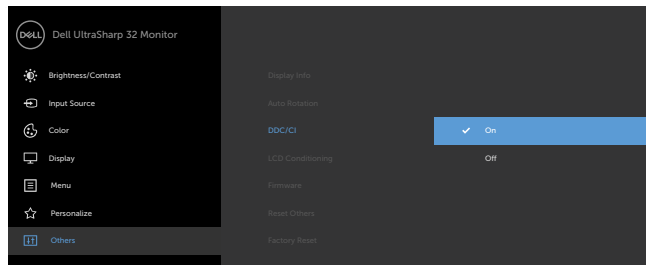 DELL Dell UltraSharp 32 Monitor
Brightness/Contrast Display Info
Input Source Auto Rotation
Color DDC/CI On
Display LCD Conditioning Off
Menu Firmware
Personalize Reset Others
Others Factory Reset